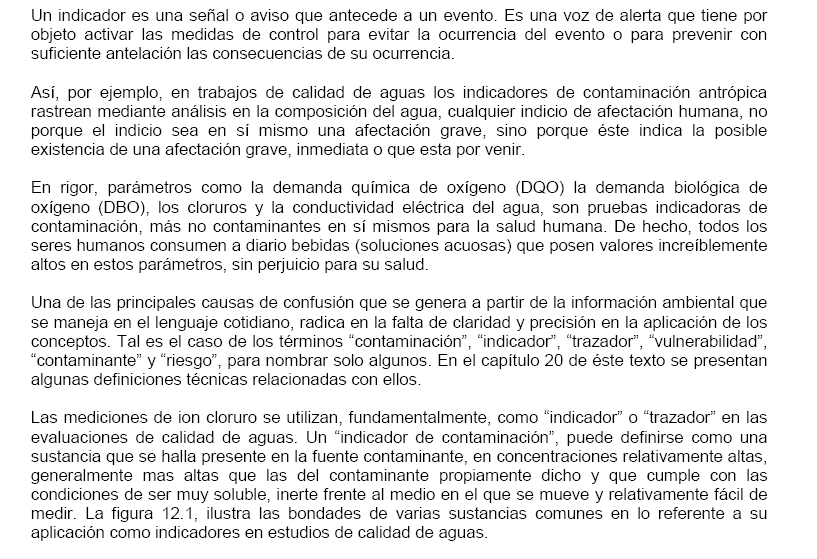 Un indicador es una señal o aviso que antecede a un evento. Es una voz de alerta que tiene por
objeto activar las medidas de control para evitar la ocurrencia del evento o para prevenir con
suficiente antelación las consecuencias de su ocurrencia.
Así, por ejemplo, en trabajos de calidad de aguas los indicadores de contaminación antrópica
rastrean mediante análisis en la composición del agua, cualquier indicio de afectación humana, no
porque el indicio sea en sí mismo una afectación grave, sino porque éste indica la posible
existencia de una afectación grave, inmediata o que esta por venir.
En rigor, parámetros como la demanda química de oxígeno (DQO) la demanda biológica de
oxígeno (DBO), los cloruros y la conductividad eléctrica del agua, son pruebas indicadoras de
contaminación, más no contaminantes en sí mismos para la salud humana. De hecho, todos los
seres humanos consumen a diario bebidas (soluciones acuosas) que posen valores increíblemente
altos en estos parámetros, sin perjuicio para su salud.
Una de las principales causas de confusión que se genera a partir de la información ambiental que
se maneja en el lenguaje cotidiano, radica en la falta de claridad y precisión en la aplicación de los
conceptos. Tal es el caso de los términos “contaminación”, “indicador”, “trazador”, “vulnerabilidad”,
“contaminante” y “riesgo”, para nombrar solo algunos. En el capítulo 20 de éste texto se presentan
algunas definiciones técnicas relacionadas con ellos.
Las mediciones de ion cloruro se utilizan, fundamentalmente, como “indicador” o “trazador” en las
evaluaciones de calidad de aguas. Un “indicador de contaminación”, puede definirse como una
sustancia que se halla presente en la fuente contaminante, en concentraciones relativamente altas,
generalmente mas altas que las del contaminante propiamente dicho y que cumple con las
condiciones de ser muy soluble, inerte frente al medio en el que se mueve y relativamente fácil de
medir. La figura 12.1, ilustra las bondades de varias sustancias comunes en lo referente a su
aplicación como indicadores en estudios de calidad de aguas.